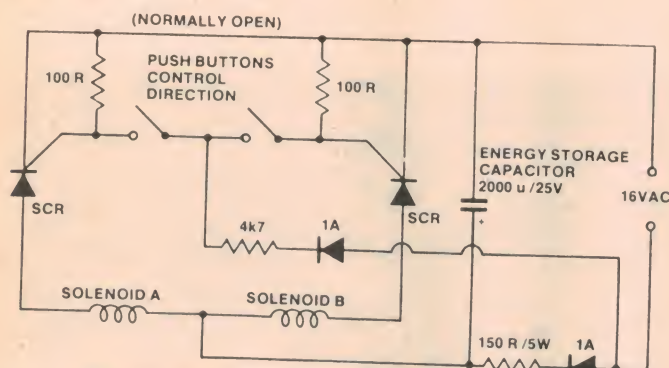 (NORMALLY OPEN)
100 R
PUSH BUTTONS
CONTROL
DIRECTION
100 R
ENERGY STORAGE
CAPACITOR
2000 u /25V
+
16VAC
SCR
SCR
4k7
1A
SOLENOID A
SOLENOID B
150 R /5W
1A